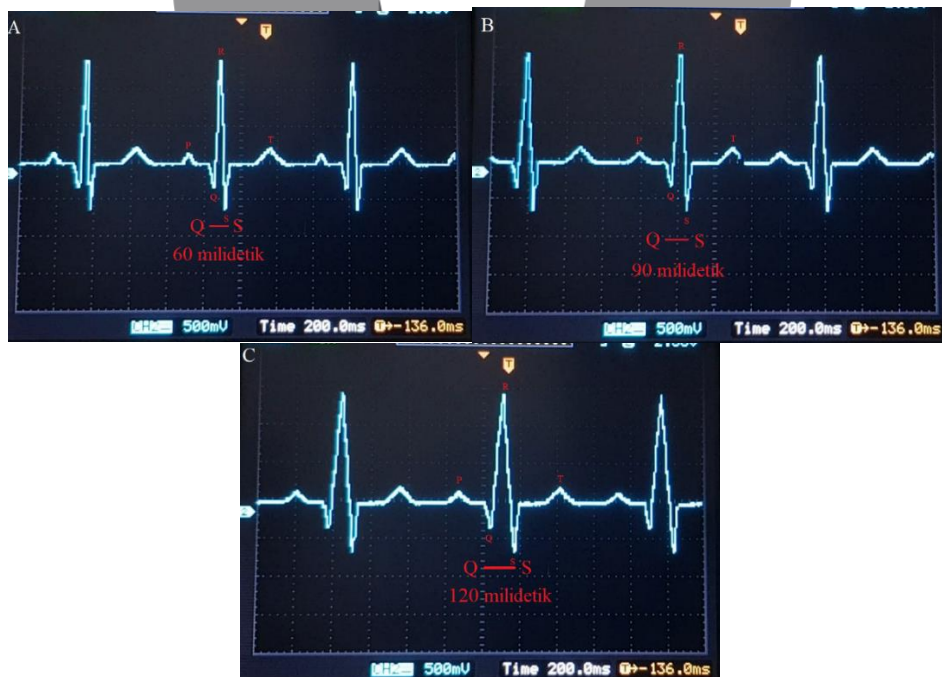 A
R
P
T
Q
S
Q — S
60 milidetik
CH2 500mV Time 200.0ms T→-136.0ms
B
R
P
T
Q
S
Q — S
90 milidetik
CH2 500mV Time 200.0ms T→-136.0ms
C
R
P
T
Q
S
Q — S
120 milidetik
CH2 500mV Time 200.0ms T→-136.0ms